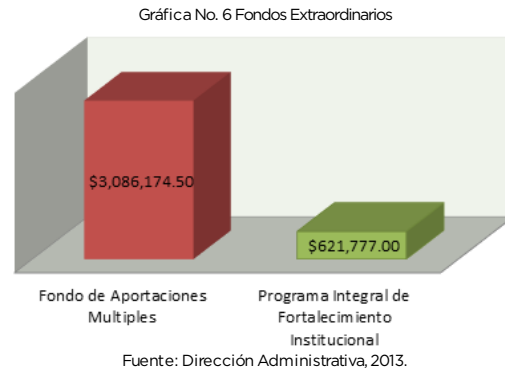 Gráfica No. 6 Fondos Extraordinarios
$3,086,174.50
$621,777.00
Fondo de Aportaciones
Multiples
Programa Integral de
Fortalecimiento
Institucional
Fuente: Dirección Administrativa, 2013.